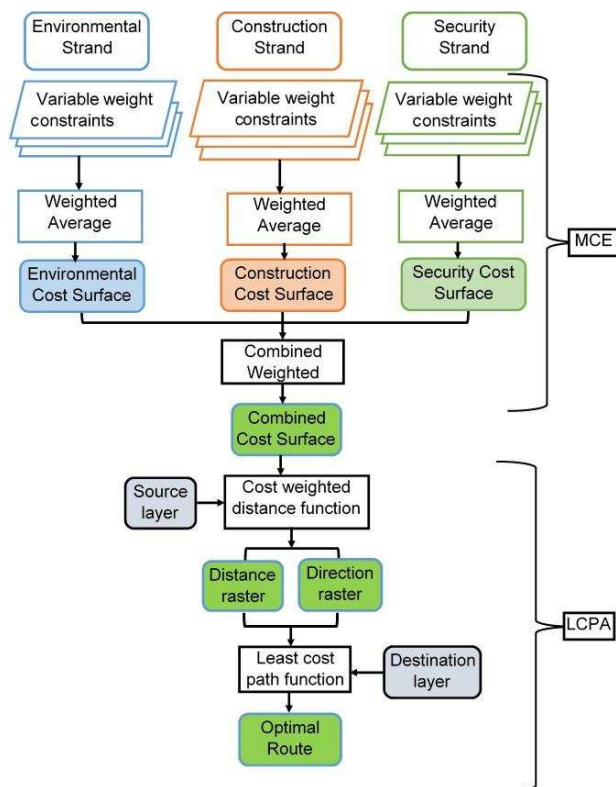 Environmental
Strand
Construction
Strand
Security
Strand
Variable weight
constraints
Variable weight
constraints
Variable weight
constraints
Weighted
Average
Weighted
Average
Weighted
Average
MCE
Environmental
Cost Surface
Construction
Cost Surface
Security Cost
Surface
Combined
Weighted
Combined
Cost Surface
Source
layer
Cost weighted
distance function
Distance
raster
Direction
raster
LCPA
Least cost
path function
Destination
layer
Optimal
Route